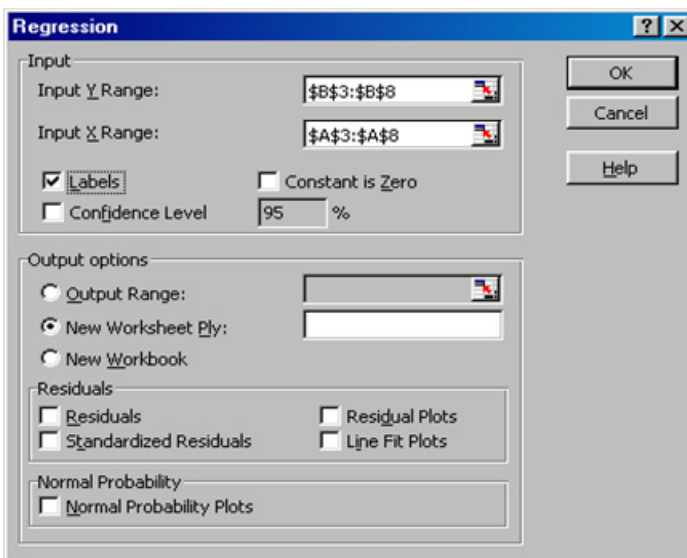 Regression
Input
Input Y Range:
$B$3:$B$8
Input X Range:
$A$3:$A$8
Labels
Constant is Zero
Confidence Level
95 %
Output options
Output Range:
New Worksheet Ply:
New Workbook
Residuals
Residuals
Residual Plots
Standardized Residuals
Line Fit Plots
Normal Probability
Normal Probability Plots
OK
Cancel
Help